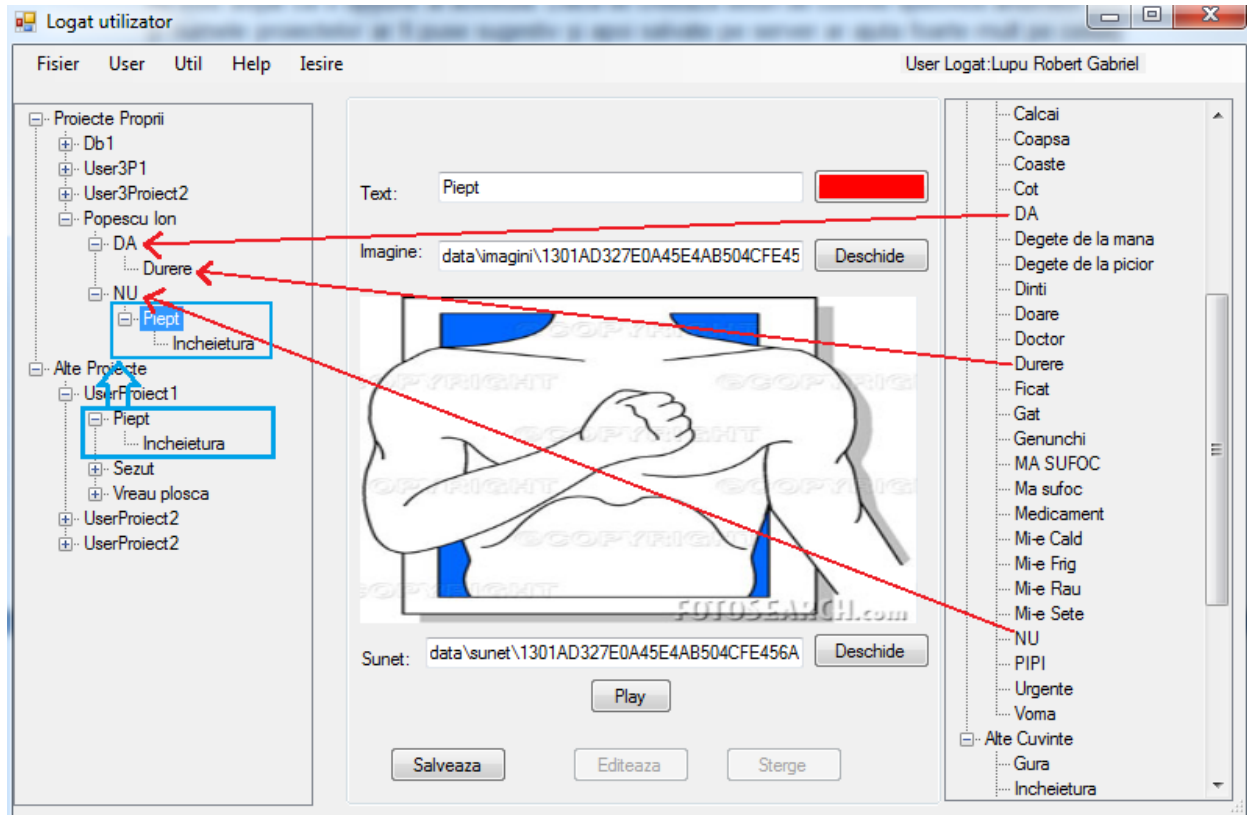 Logat utilizator
Fisier User Util Help Iesire
User Logat:Lupu Robert Gabriel
Proiecte Proprii
Db1
User3P1
User3Proiect2
Popescu Ion
DA
Durere
NU
Piept
Incheietura
Alte Proiecte
UserProiect1
Piept
Incheietura
Sezut
Vreau plosca
UserProiect2
UserProiect2
Text: Piept
Imagine: data\imagini\1301AD327E0A45E4AB504CFE45 Deschide
FOTOSEARCH.com
Sunet: data\sunet\1301AD327E0A45E4AB504CFE456A Deschide
Play
Salveaza Editeaza Sterge
Calcai
Coapsa
Coaste
Cot
DA
Degete de la mana
Degete de la picior
Dinti
Doare
Doctor
Durere
Ficat
Gat
Genunchi
MA SUFOC
Ma sufoc
Medicament
Mi-e Cald
Mi-e Frig
Mi-e Rau
Mi-e Sete
NU
PIPI
Urgente
Voma
Alte Cuvinte
Gura
Incheietura